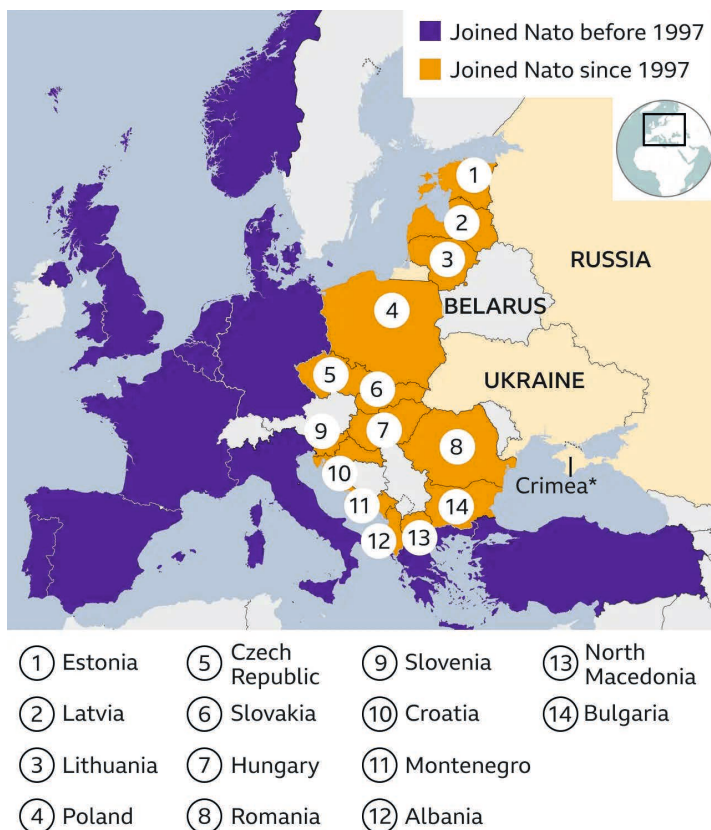 Joined Nato before 1997
Joined Nato since 1997
1
2
3
RUSSIA
4
BELARUS
5
6
UKRAINE
7
9
8
10
Crimea*
11
14
12
13
1 Estonia
2 Latvia
3 Lithuania
4 Poland
5 Czech
Republic
6 Slovakia
7 Hungary
8 Romania
9 Slovenia
10 Croatia
11 Montenegro
12 Albania
13 North
Macedonia
14 Bulgaria